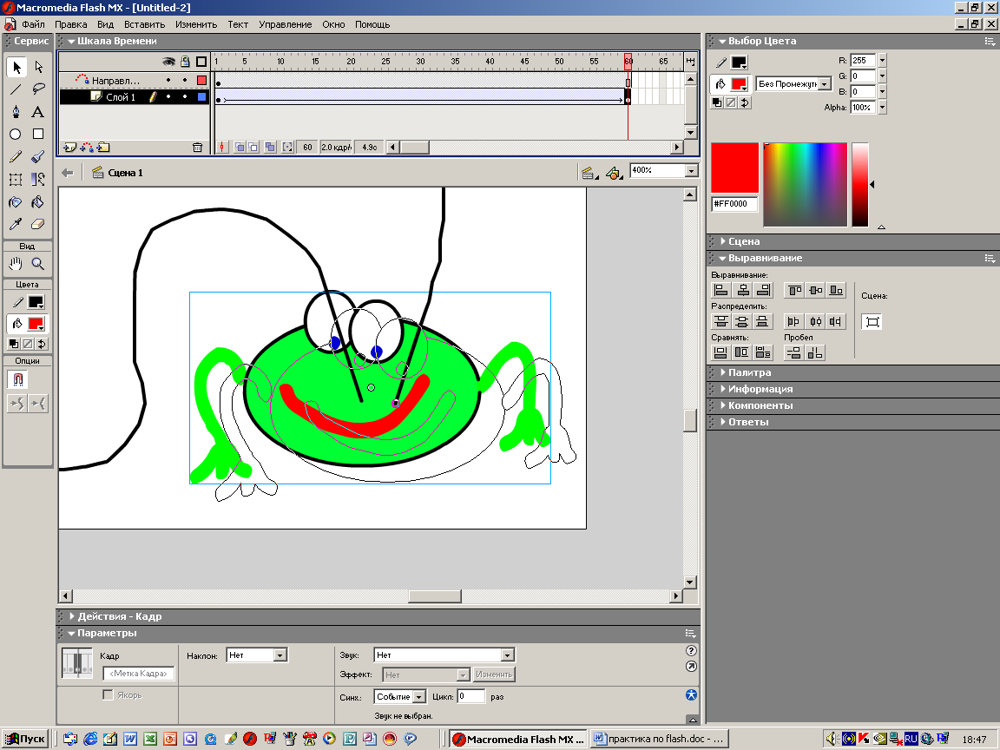 Macromedia Flash MX - [Untitled-2]
Файл Правка Вид Вставить Изменить Текст Управление Окно Помощь
Сервис
Вид
Цвета
Опции
Шкала Времени
1 5 10 15 20 25 30 35 40 45 50 55 60 65
Направл...
Слой 1
60 2.0 кдр/ 4.9с
Сцена 1
400%
Действия - Кадр
Параметры
Кадр
<Метка Кадра>
Якорь
Наклон: Нет
Звук: Нет
Эффект: Нет Изменить
Синх.: Событие Цикл: 0 раз
Звук не выбран.
Выбор Цвета
R: 255
Без Промежутк
G: 0
B: 0
Alpha: 100%
#FF0000
Сцена
Выравнивание
Выравнивание:
Сцена:
Распределить:
Сравнять: Пробел
Палитра
Информация
Компоненты
Ответы
Пуск
Macromedia Flash MX ...
практика по flash.doc - ...
RU
18:47